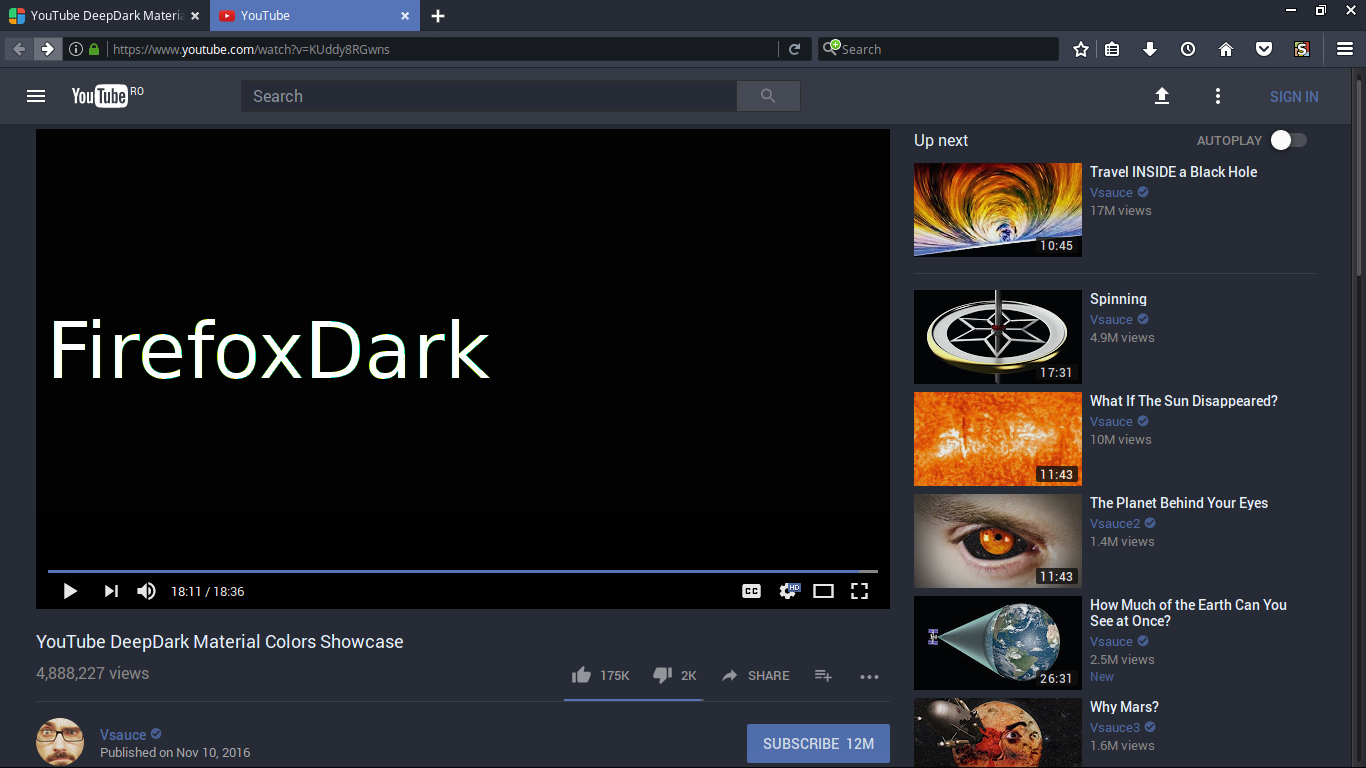 YouTube DeepDark Materia
YouTube
https://www.youtube.com/watch?v=KUddy8RGwns
Search
YouTube RO
Search
SIGN IN
FirefoxDark
18:11 / 18:36
CC
HD
YouTube DeepDark Material Colors Showcase
4,888,227 views
175K
2K
SHARE
Vsauce
Published on Nov 10, 2016
SUBSCRIBE 12M
Up next
AUTOPLAY
10:45
Travel INSIDE a Black Hole
Vsauce
17M views
17:31
Spinning
Vsauce
4.9M views
11:43
What If The Sun Disappeared?
Vsauce
10M views
11:43
The Planet Behind Your Eyes
Vsauce2
1.4M views
26:31
How Much of the Earth Can You
See at Once?
Vsauce
2.5M views
New
Why Mars?
Vsauce3
1.6M views